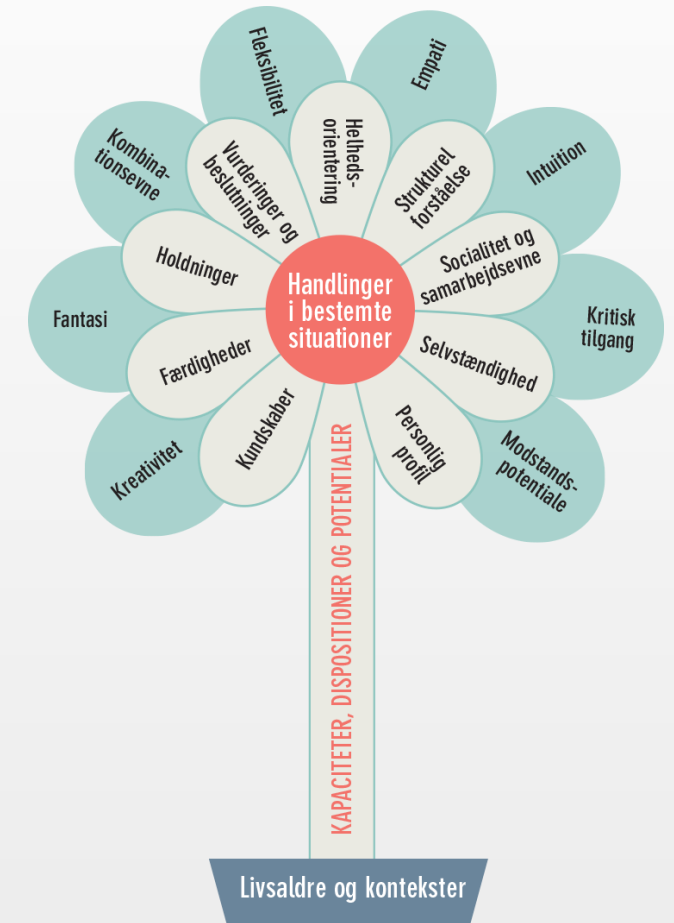 Fleksibilitet
Empati
Kombina-
tionsevne
Vurderinger og
beslutninger
Helheds-
orientering
Strukturel
forståelse
Intuition
Holdninger
Socialitet og
samarbejdsevne
Fantasi
Handlinger
i bestemte
situationer
Kritisk
tilgang
Færdigheder
Selvstændighed
Kreativitet
Kundskaber
Personlig
profil
Modstands-
potentiale
KAPACITETER, DISPOSITIONER OG POTENTIALER
Livsaldre og kontekster